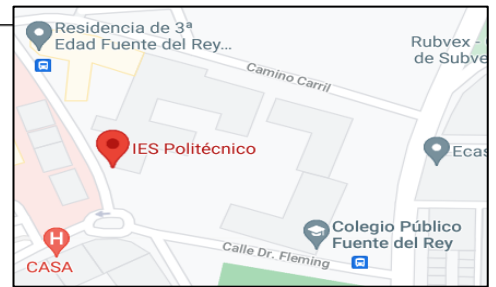 Residencia de 3ª
Edad Fuente del Rey...
Rubvex -
de Subve
Camino Carril
IES Politécnico
Ecas
Colegio Público
Fuente del Rey
Calle Dr. Fleming
H
CASA